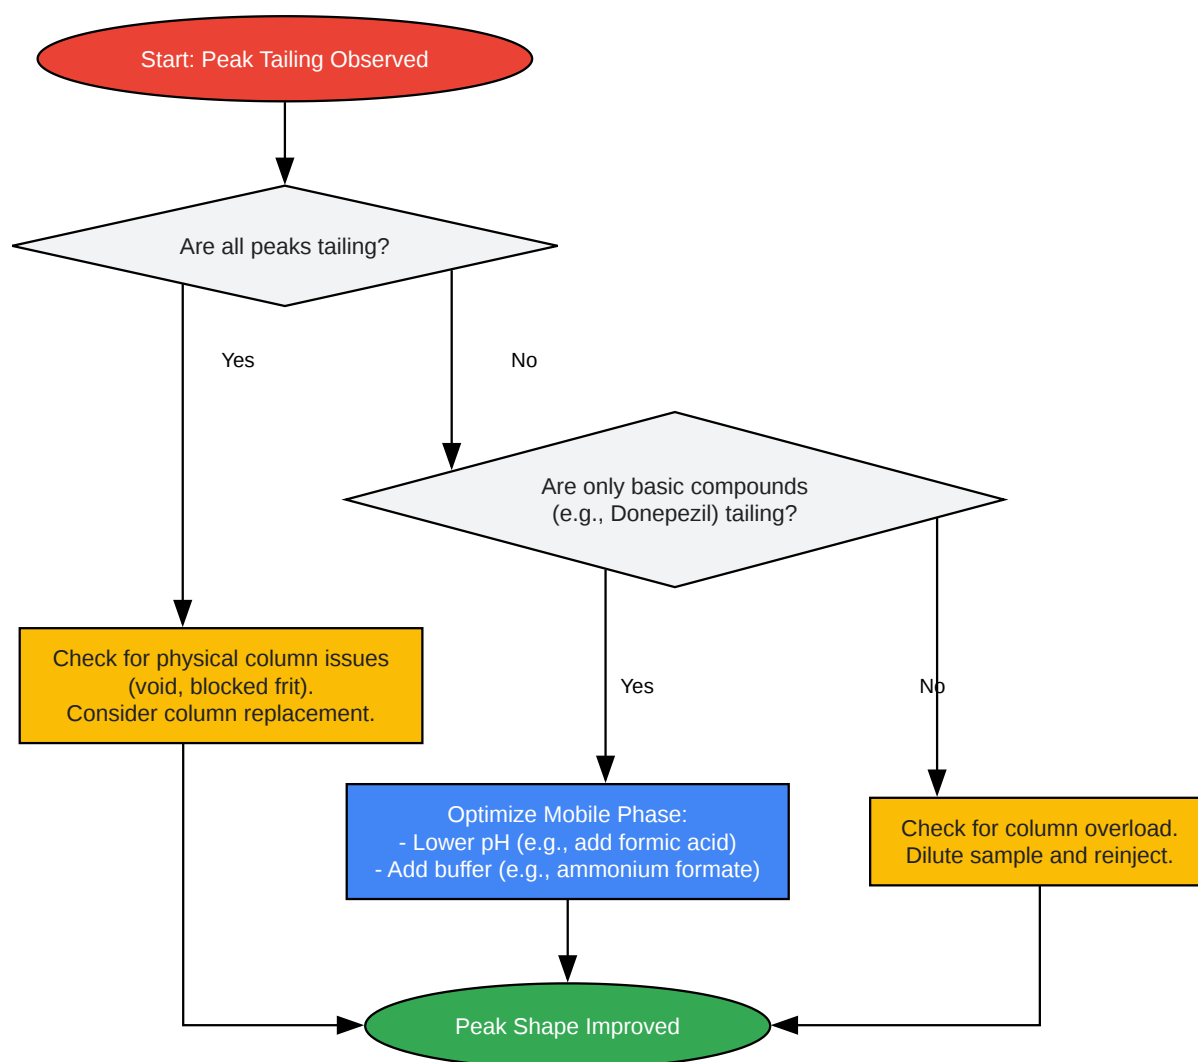 Start: Peak Tailing Observed
Are all peaks tailing?
Yes
No
Are only basic compounds
(e.g., Donepezil) tailing?
Check for physical column issues
(void, blocked frit).
Consider column replacement.
Yes
No
Optimize Mobile Phase:
- Lower pH (e.g., add formic acid)
- Add buffer (e.g., ammonium formate)
Check for column overload.
Dilute sample and reinject.
Peak Shape Improved